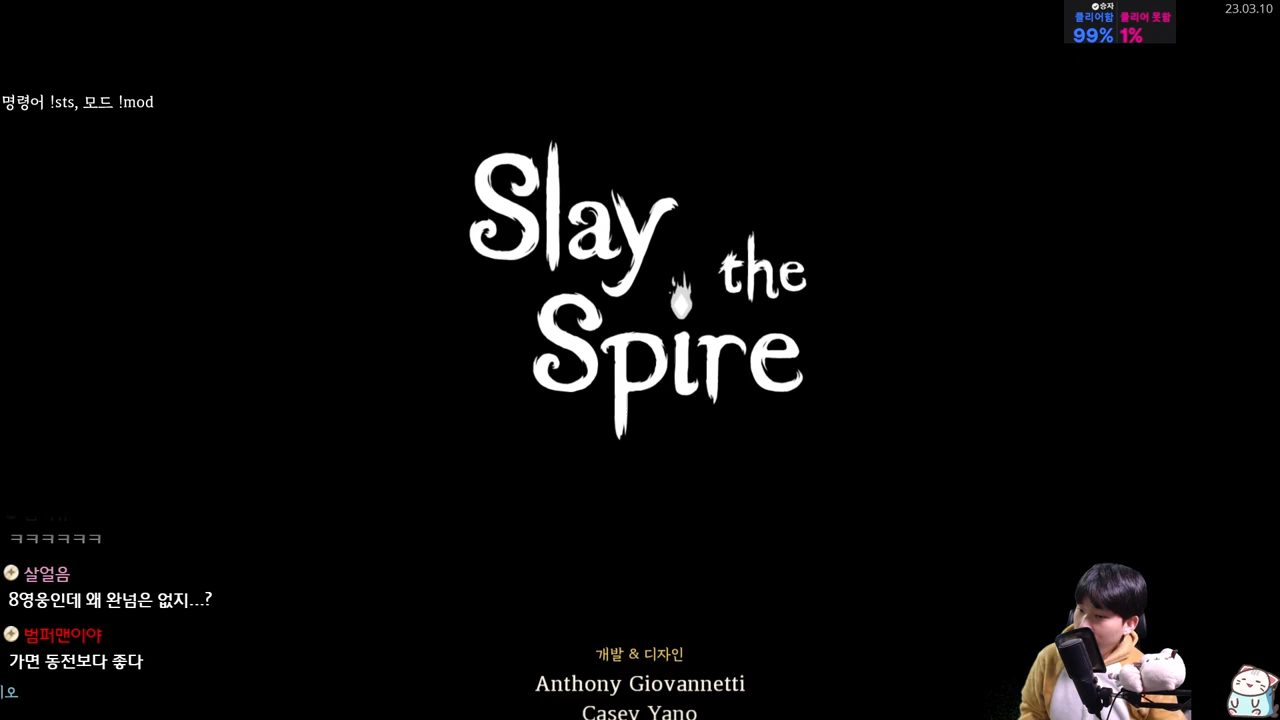 승자
클리어함 클리어 못함
99% 1%
23.03.10
명령어 !sts, 모드 !mod
Slay
the
Spire
ㅋㅋㅋㅋㅋㅋ
살얼음
8영웅인데 왜 완넘은 없지...?
범퍼맨이야
가면 동전보다 좋다
개발 & 디자인
Anthony Giovannetti
Casey Yano